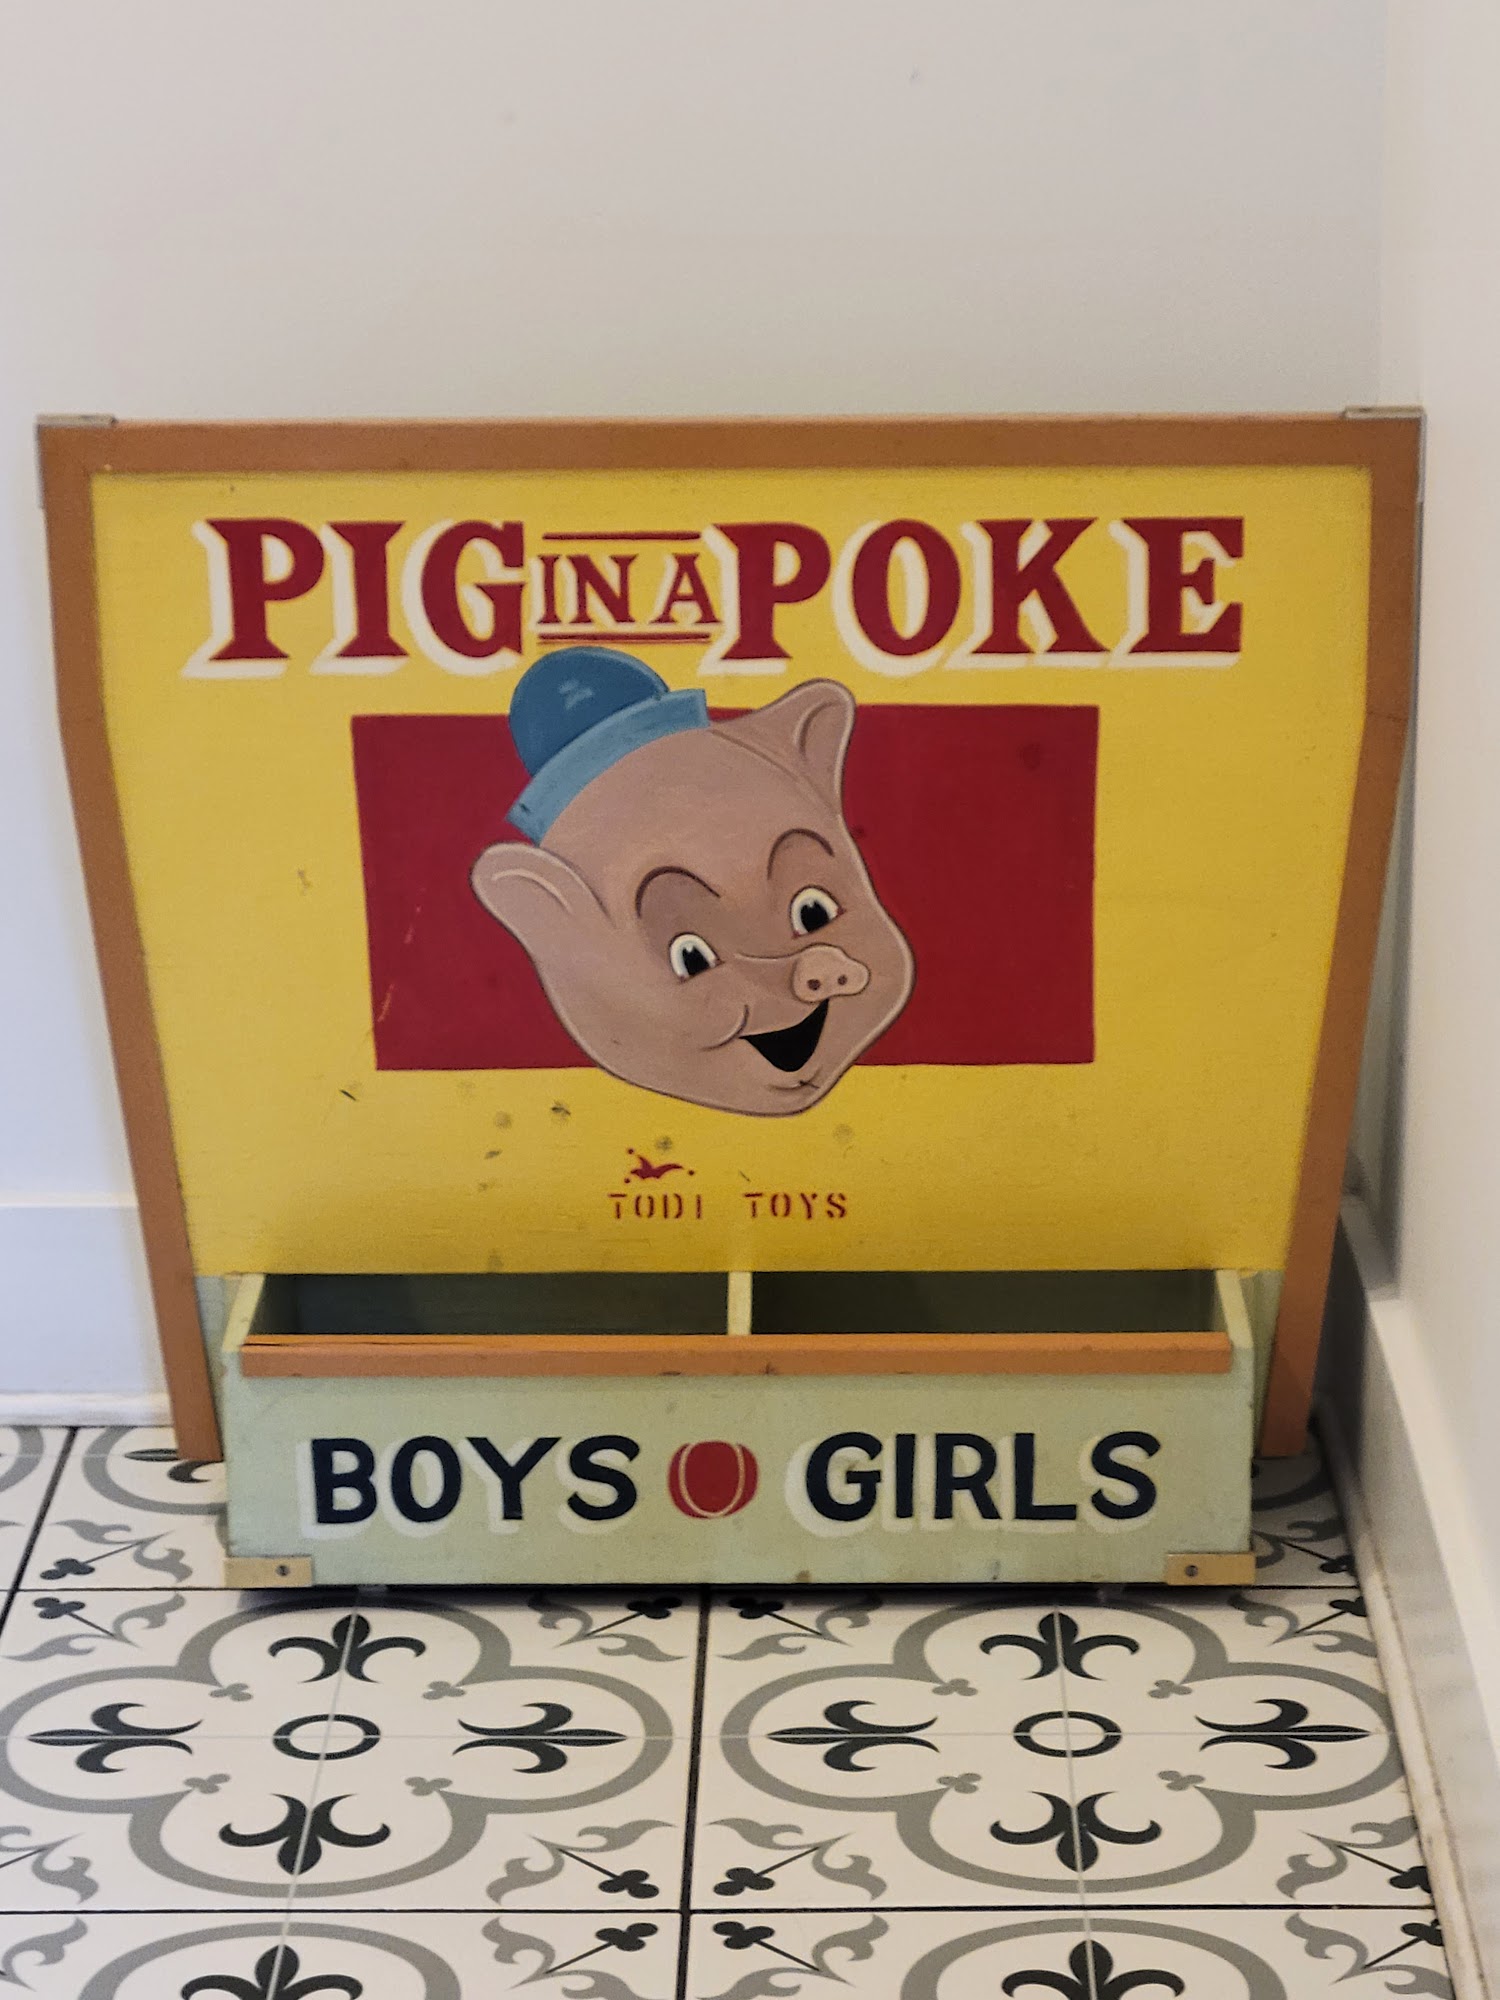 PIG IN A POKE
TODI TOYS
BOYS GIRLS